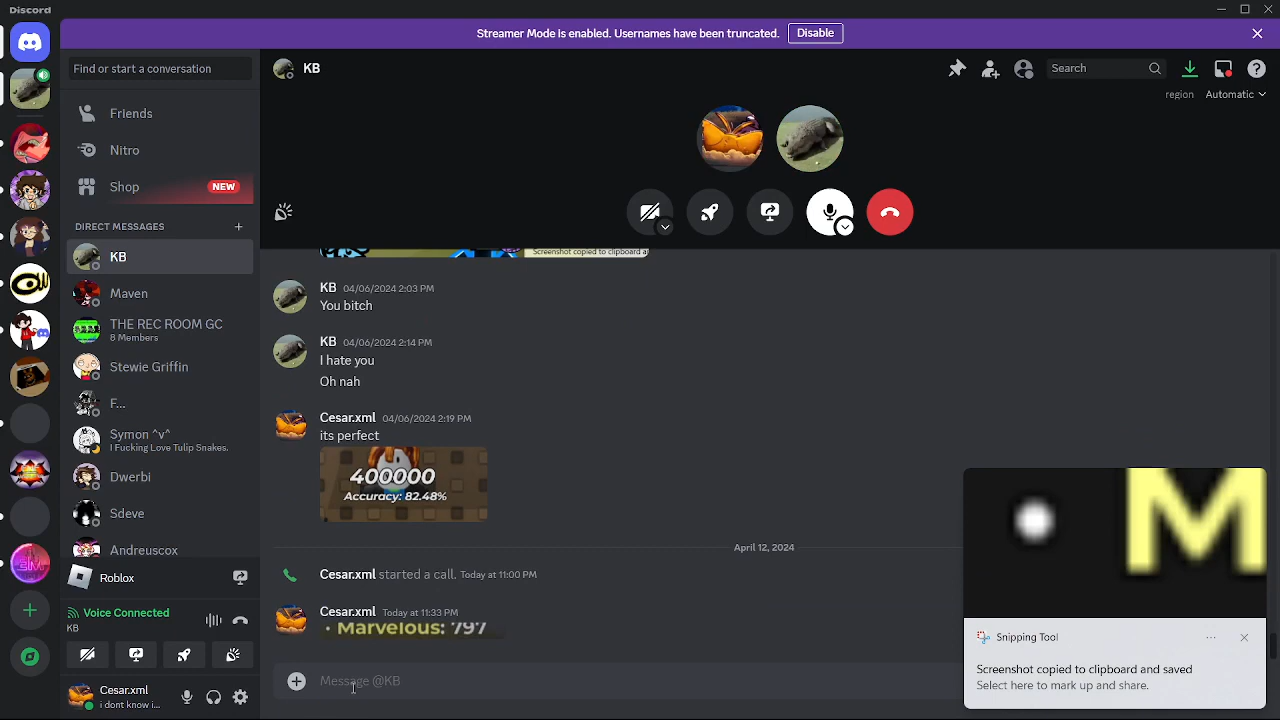 Discord
Streamer Mode is enabled. Usernames have been truncated. Disable
Find or start a conversation
KB
Search
region Automatic
Friends
Nitro
Shop NEW
DIRECT MESSAGES
KB
Maven
THE REC ROOM GC
8 Members
Stewie Griffin
F...
Symon ^v^
I Fucking Love Tulip Snakes.
Dwerbi
Sdeve
Andreuscox
Roblox
Voice Connected
KB
Cesar.xml
i dont know i...
Screenshot copied to clipboard a
KB 04/06/2024 2:03 PM
You bitch
KB 04/06/2024 2:14 PM
I hate you
Oh nah
Cesar.xml 04/06/2024 2:19 PM
its perfect
400000
Accuracy: 82.48%
April 12, 2024
Cesar.xml started a call. Today at 11:00 PM
Cesar.xml Today at 11:33 PM
· Marvelous: 797
Message @KB
M
Snipping Tool
Screenshot copied to clipboard and saved
Select here to mark up and share.